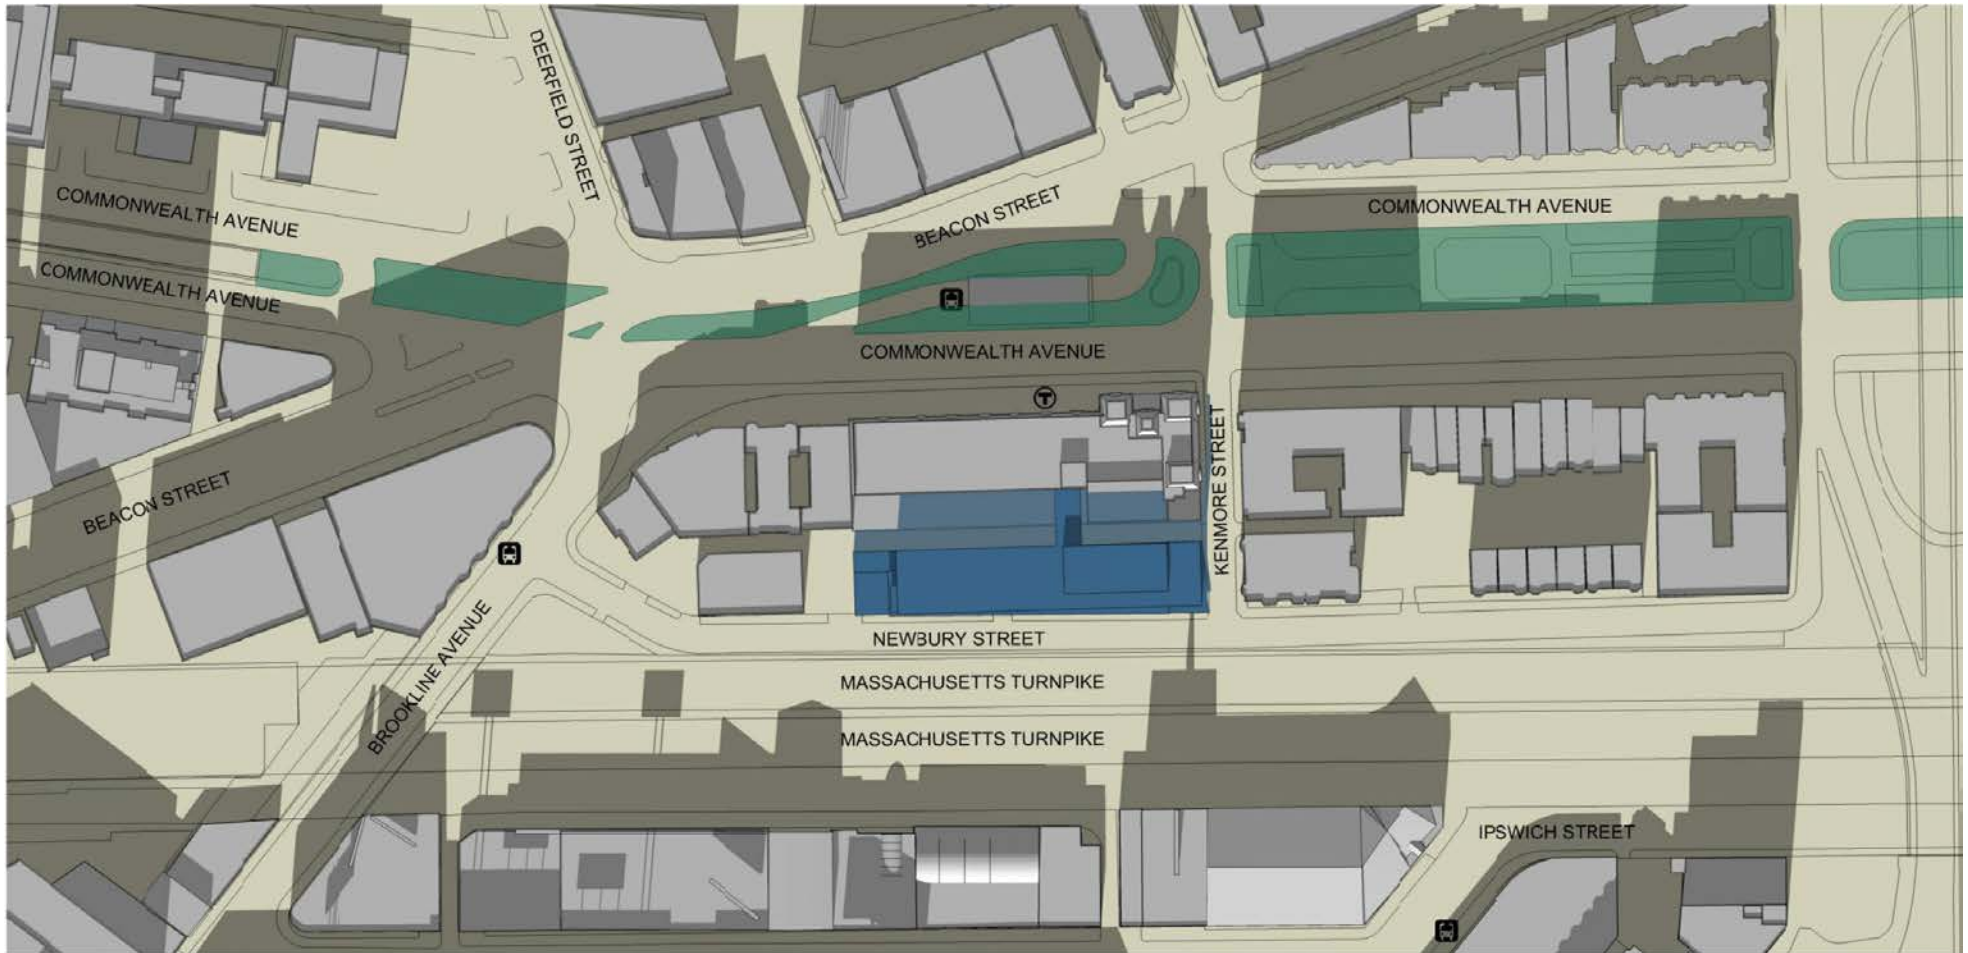 DEERFIELD STREET
COMMONWEALTH AVENUE
BEACON STREET
COMMONWEALTH AVENUE
COMMONWEALTH AVENUE
COMMONWEALTH AVENUE
T
KENMORE STREET
BEACON STREET
NEWBURY STREET
BROOKLINE AVENUE
MASSACHUSETTS TURNPIKE
MASSACHUSETTS TURNPIKE
IPSWICH STREET